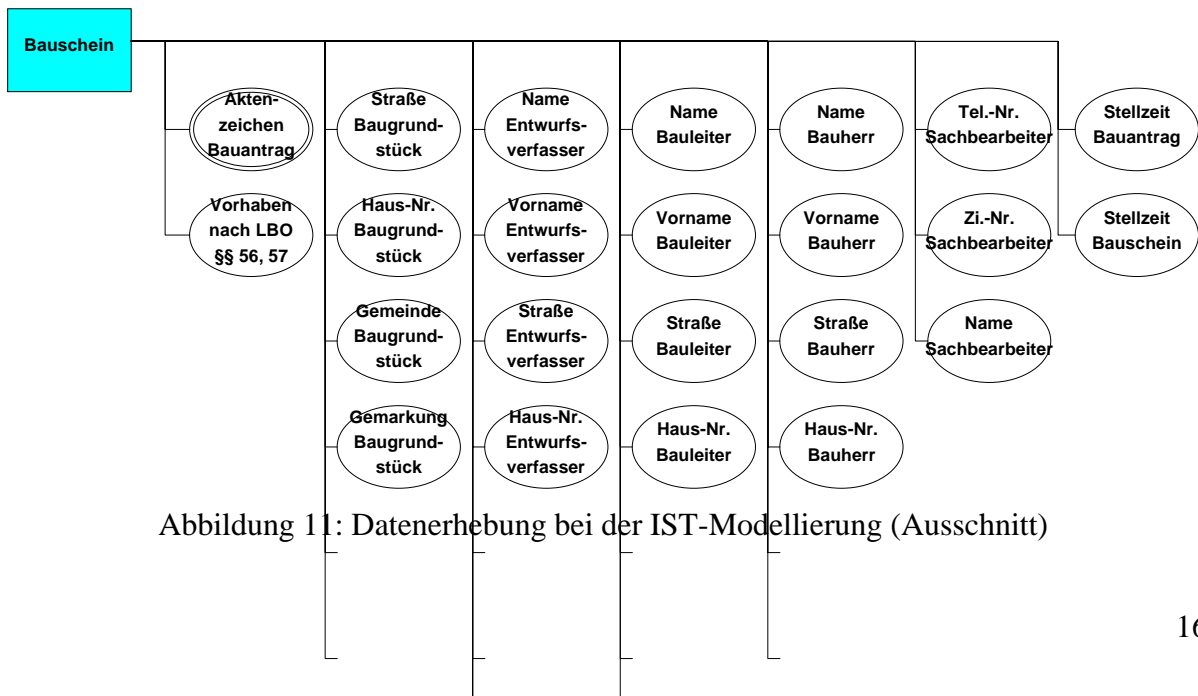 Bauschein
Akten-
zeichen
Bauantrag
Vorhaben
nach LBO
§§ 56, 57
Straße
Baugrund-
stück
Haus-Nr.
Baugrund-
stück
Gemeinde
Baugrund-
stück
Gemarkung
Baugrund-
stück
Name
Entwurfs-
verfasser
Vorname
Entwurfs-
verfasser
Straße
Entwurfs-
verfasser
Haus-Nr.
Entwurfs-
verfasser
Name
Bauleiter
Vorname
Bauleiter
Straße
Bauleiter
Haus-Nr.
Bauleiter
Name
Bauherr
Vorname
Bauherr
Straße
Bauherr
Haus-Nr.
Bauherr
Tel.-Nr.
Sachbearbeiter
Zi.-Nr.
Sachbearbeiter
Name
Sachbearbeiter
Stellzeit
Bauantrag
Stellzeit
Bauschein
Abbildung 11: Datenerhebung bei der IST-Modellierung (Ausschnitt)
16